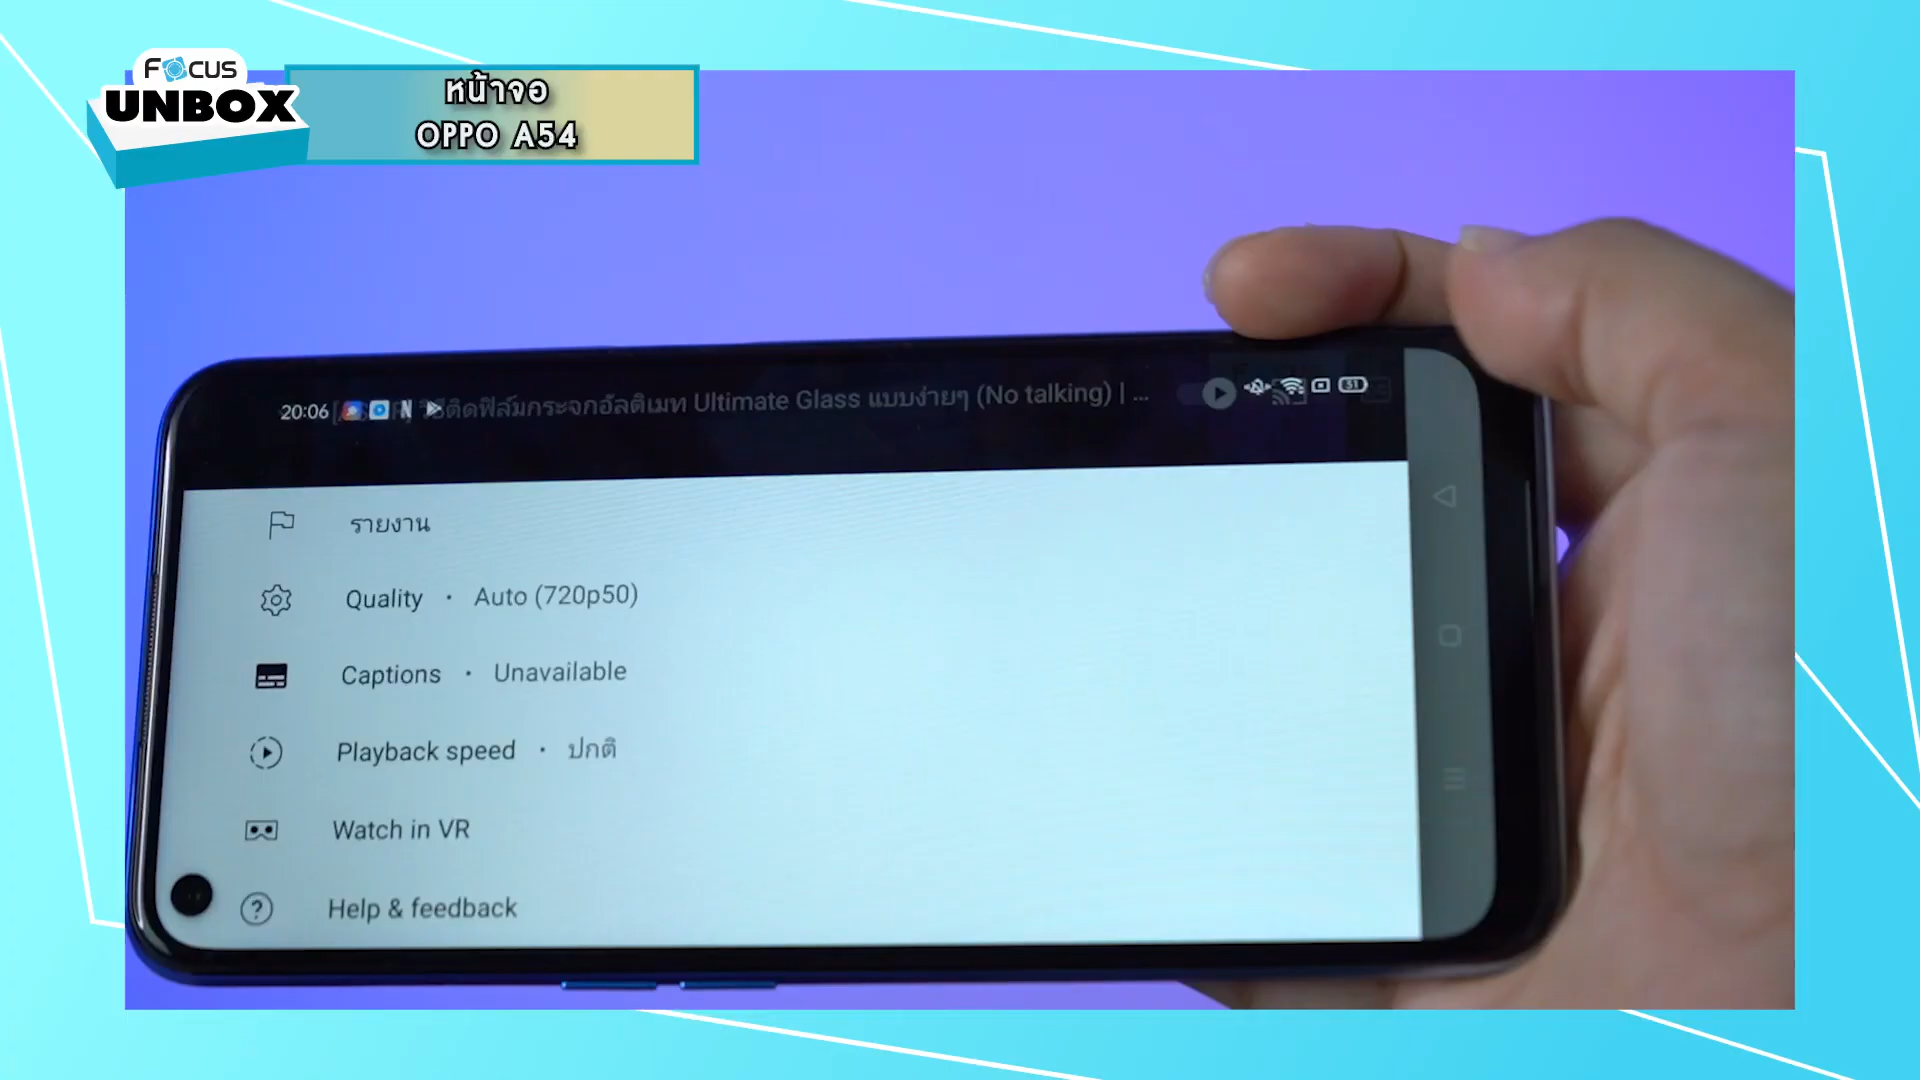 FOCUS
UNBOX
หน้าจอ
OPPO A54
20:06
ติดฟิล์มกระจกอัลติเมท Ultimate Glass แบบง่ายๆ (No talking) | ...
31
รายงาน
Quality · Auto (720p50)
Captions · Unavailable
Playback speed · ปกติ
Watch in VR
Help & feedback